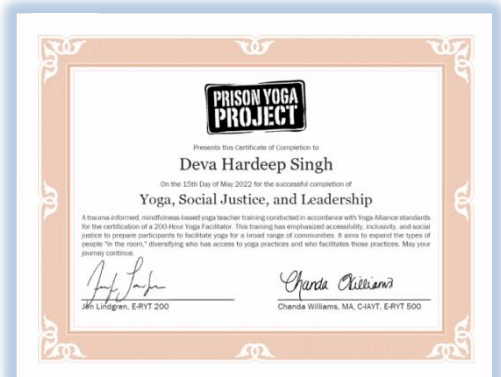 PRISON YOGA
PROJECT
Presents this Certificate of Completion to
Deva Hardeep Singh
On the 15th Day of May 2022 for the successful completion of
Yoga, Social Justice, and Leadership
A trauma informed, mindfulness-based yoga teacher training conducted in accordance with Yoga Alliance standards
for the certification of a 200-Hour Yoga Facilitator. This training has emphasized accessibility, inclusivity, and social
justice to prepare participants to facilitate yoga for a broad range of communities. It aims to expand the types of
people "in the room," diversifying who has access to yoga practices and who facilitates those practices. May your
journey continue.
Chanda Williams
Jen Lindgren, E-RYT 200
Chanda Williams, MA, C-IAYT, E-RYT 500